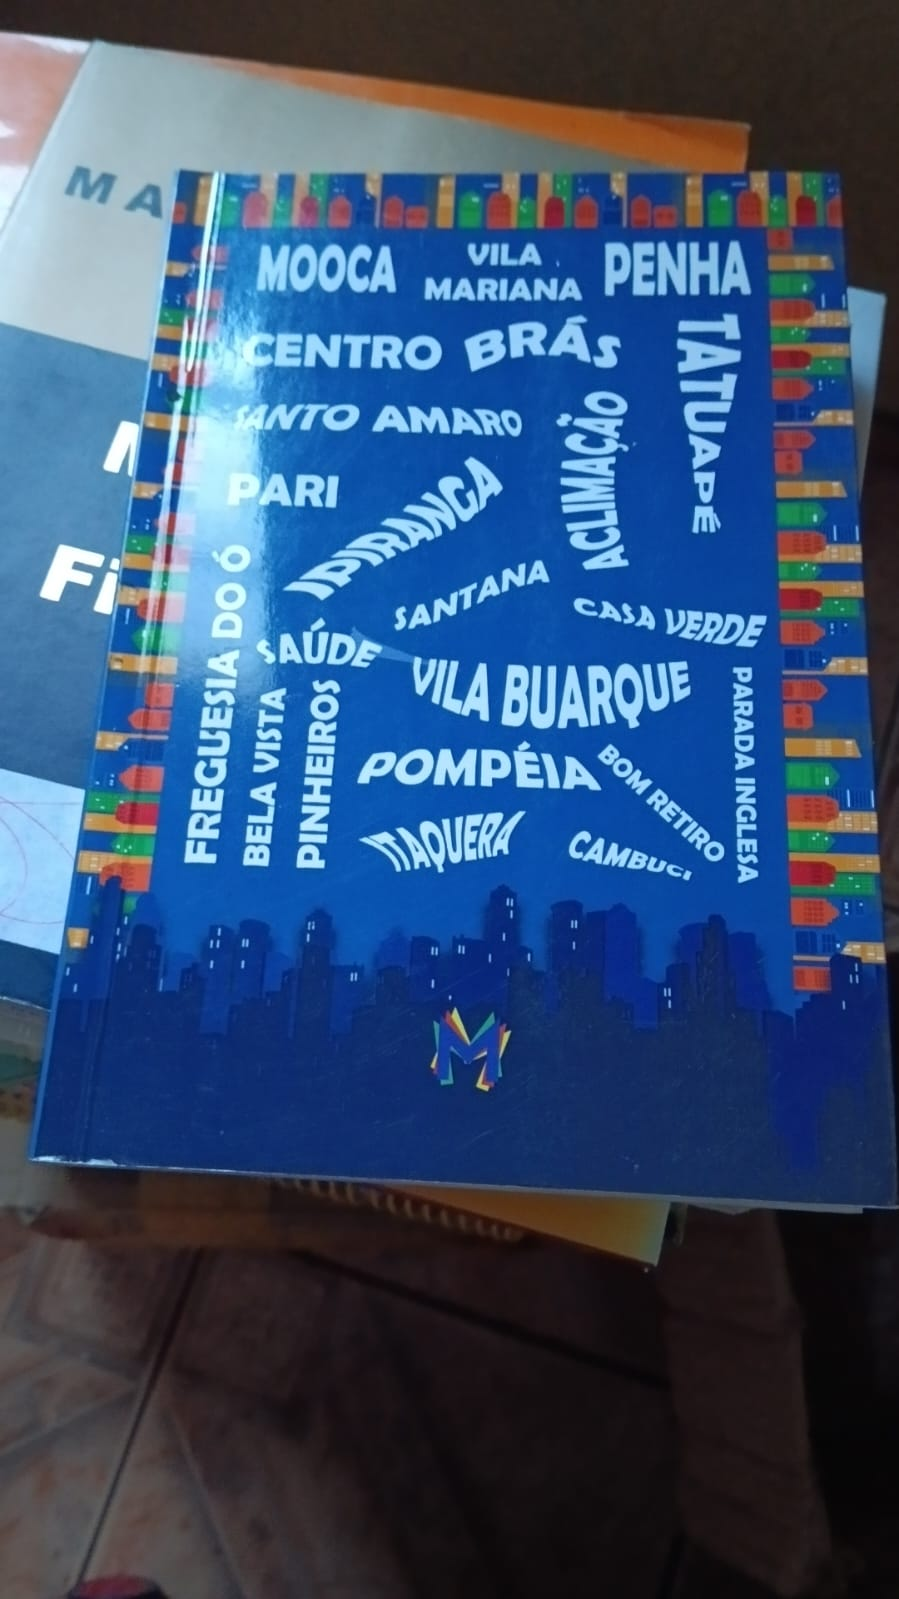 MA
MOOCA
VILA
MARIANA
PENHA
CENTRO
BRÁS
TATUAPÉ
SANTO AMARO
ACLIMAÇÃO
PARI
IPIRANGA
SANTANA
CASA VERDE
FREGUESIA DO Ó
SAÚDE
VILA BUARQUE
BELA VISTA
PINHEIROS
PARADA INGLESA
POMPÉIA
BOM RETIRO
ITAQUERA
CAMBUCI
M
Fi